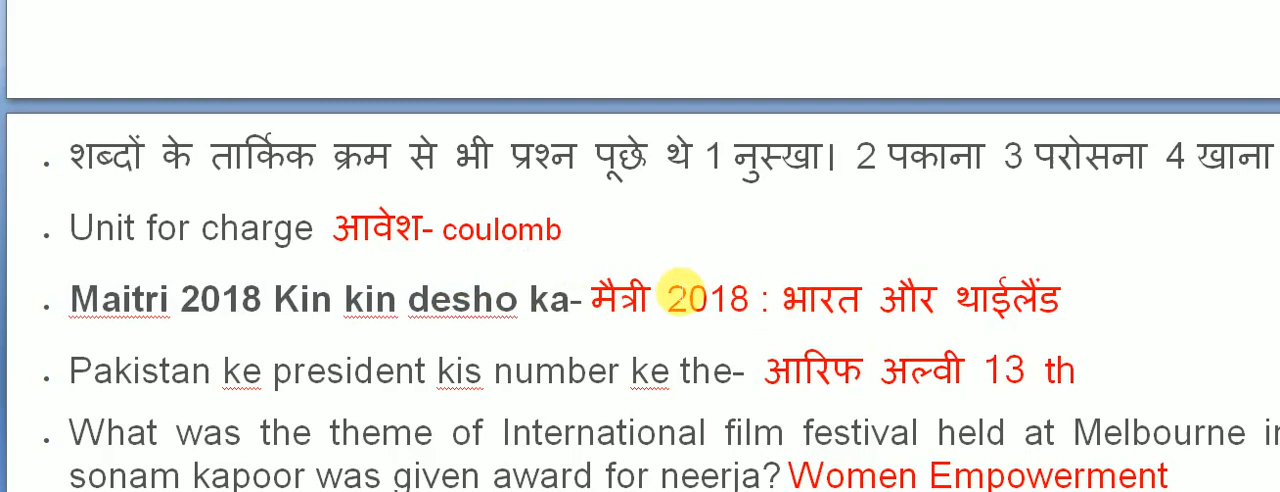 • शब्दों के तार्किक क्रम से भी प्रश्न पूछे थे 1 नुस्खा। 2 पकाना 3 परोसना 4 खाना
• Unit for charge आवेश- coulomb
• Maitri 2018 Kin kin desho ka- मैत्री 2018 : भारत और थाईलैंड
• Pakistan ke president kis number ke the- आरिफ अल्वी 13 th
• What was the theme of International film festival held at Melbourne in
sonam kapoor was given award for neerja? Women Empowerment